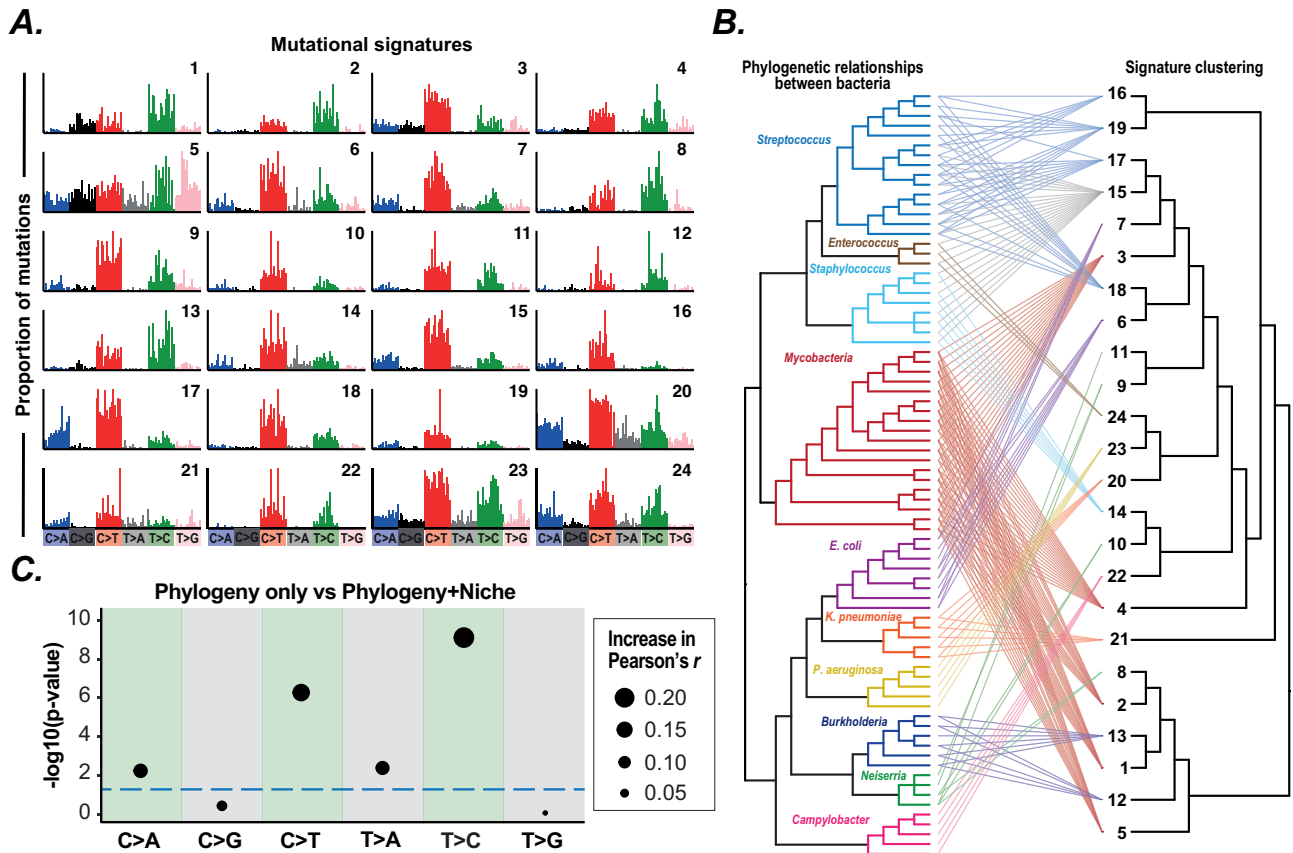 A.
Mutational signatures
Proportion of mutations
1
2
3
4
5
6
7
8
9
10
11
12
13
14
15
16
17
18
19
20
21
22
23
24
C>A C>G C>T T>A T>C T>G
C>A C>G C>T T>A T>C T>G
C>A C>G C>T T>A T>C T>G
C>A C>G C>T T>A T>C T>G
B.
Phylogenetic relationships
between bacteria
Signature clustering
Streptococcus
Enterococcus
Staphylococcus
Mycobacteria
E. coli
K. pneumoniae
P. aeruginosa
Burkholderia
Neiserria
Campylobacter
16
19
17
15
7
3
18
6
11
9
24
23
20
14
10
22
4
21
8
2
13
1
12
5
C.
Phylogeny only vs Phylogeny+Niche
-log10(p-value)
10
8
6
4
2
0
C>A C>G C>T T>A T>C T>G
Increase in
Pearson's r
0.20
0.15
0.10
0.05